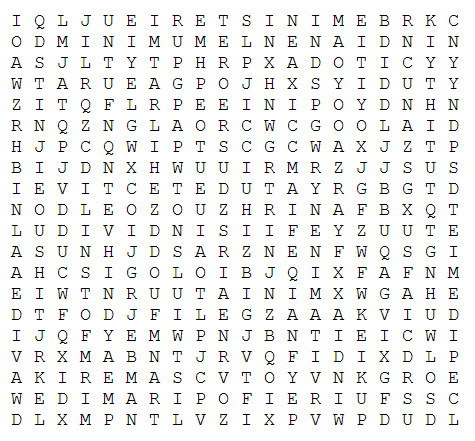 I Q L J U E I R E T S I N I M E B R K C
O D M I N I M U M E L N E N A I D N I N
A S J L T Y T P H R P X A D O T I C Y Y
W T A R U E A G P O J H X S Y I D U T Y
Z I T Q F L R P E E I N I P O Y D N H N
R N Q Z N G L A O R C W C G O O L A I D
H J P C Q W I P T S C G C W A X J Z T P
B I J D N X H W U U I R M R Z J J S U S
I E V I T C E T E D U T A Y R G B G T D
N O D L E O Z O U Z H R I N A F B X Q T
L U D I V I D N I S I I F E Y Z U U T E
A S U N H J D S A R Z N E N F W Q S G I
A H C S I G O L O I B J Q I X F A F N M
E I W T N R U U T A I N I M X W G A H E
D T F O D J F I L E G Z A A A K V I U D
I J Q F Y E M W P N J B N T I E I C W I
V R X M A B N T J R V Q F I D I X D L P
A K I R E M A S C V T O Y V N K G R O E
W E D I M A R I P O F I E R I U F S S C
D L X M P N T L V Z I X P V W P D U D L